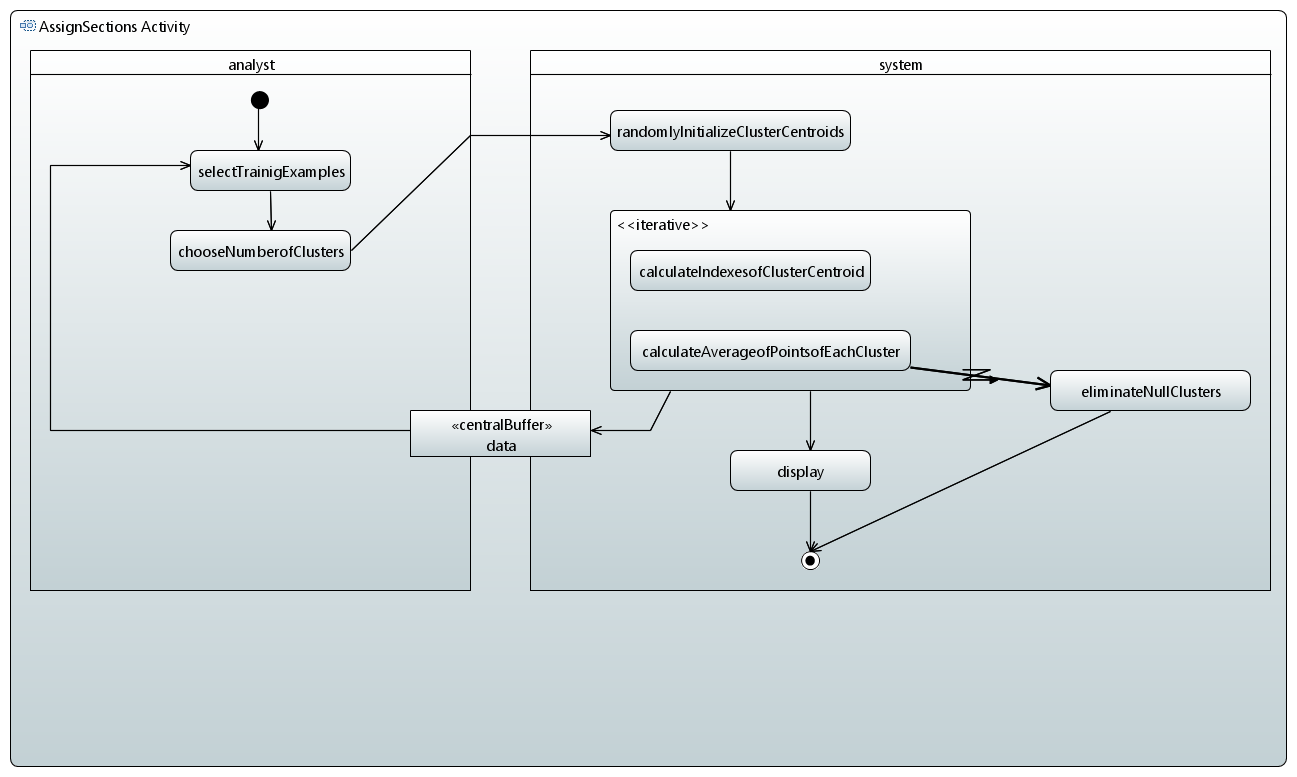 AssignSections Activity
analyst
selectTrainigExamples
chooseNumberofClusters
system
randomlyInitializeClusterCentroids
<<iterative>>
calculateIndexesofClusterCentroid
calculateAverageofPointsofEachCluster
eliminateNullClusters
«centralBuffer»
data
display